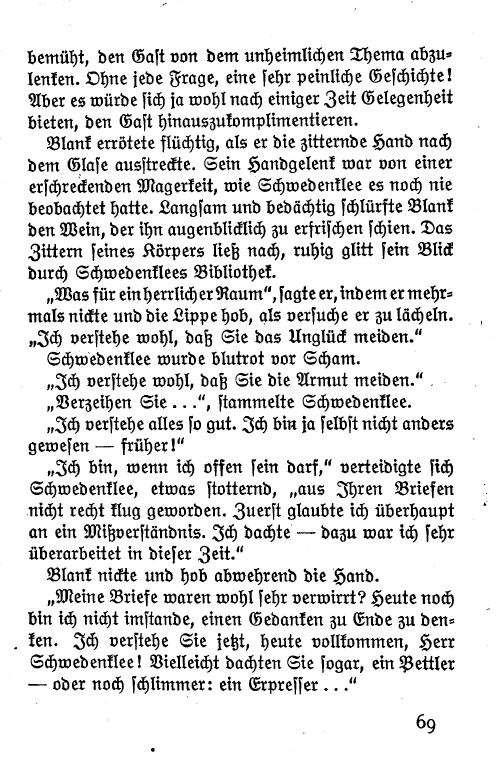 bemüht, den Gast von dem unheimlichen Thema abzu-
lenken. Ohne jede Frage, eine sehr peinliche Geschichte!
Aber es würde sich ja wohl nach einiger Zeit Gelegenheit
bieten, den Gast hinauszukomplimentieren.
Blank errötete flüchtig, als er die zitternde Hand nach
dem Glase ausstreckte. Sein Handgelenk war von einer
erschreckenden Magerkeit, wie Schwedenklee es noch nie
beobachtet hatte. Langsam und bedächtig schlürfte Blank
den Wein, der ihn augenblicklich zu erfrischen schien. Das
Zittern seines Körpers ließ nach, ruhig glitt sein Blick
durch Schwedenklees Bibliothek.
„Was für ein herrlicher Raum“, sagte er, indem er mehr-
mals nickte und die Lippe hob, als versuche er zu lächeln.
„Ich verstehe wohl, daß Sie das Unglück meiden.“
Schwedenklee wurde blutrot vor Scham.
„Ich verstehe wohl, daß Sie die Armut meiden.“
„Verzeihen Sie ...“, stammelte Schwedenklee.
„Ich verstehe alles so gut. Ich bin ja selbst nicht anders
gewesen — früher!“
„Ich bin, wenn ich offen sein darf,“ verteidigte sich
Schwedenklee, etwas stotternd, „aus Ihren Briefen
nicht recht klug geworden. Zuerst glaubte ich überhaupt
an ein Mißverständnis. Ich dachte — dazu war ich sehr
überarbeitet in dieser Zeit.“
Blank nickte und hob abwehrend die Hand.
„Meine Briefe waren wohl sehr verwirrt? Heute noch
bin ich nicht imstande, einen Gedanken zu Ende zu den-
ken. Ich verstehe Sie jetzt, heute vollkommen, Herr
Schwedenklee! Vielleicht dachten Sie sogar, ein Bettler
— oder noch schlimmer: ein Erpresser ...“
69